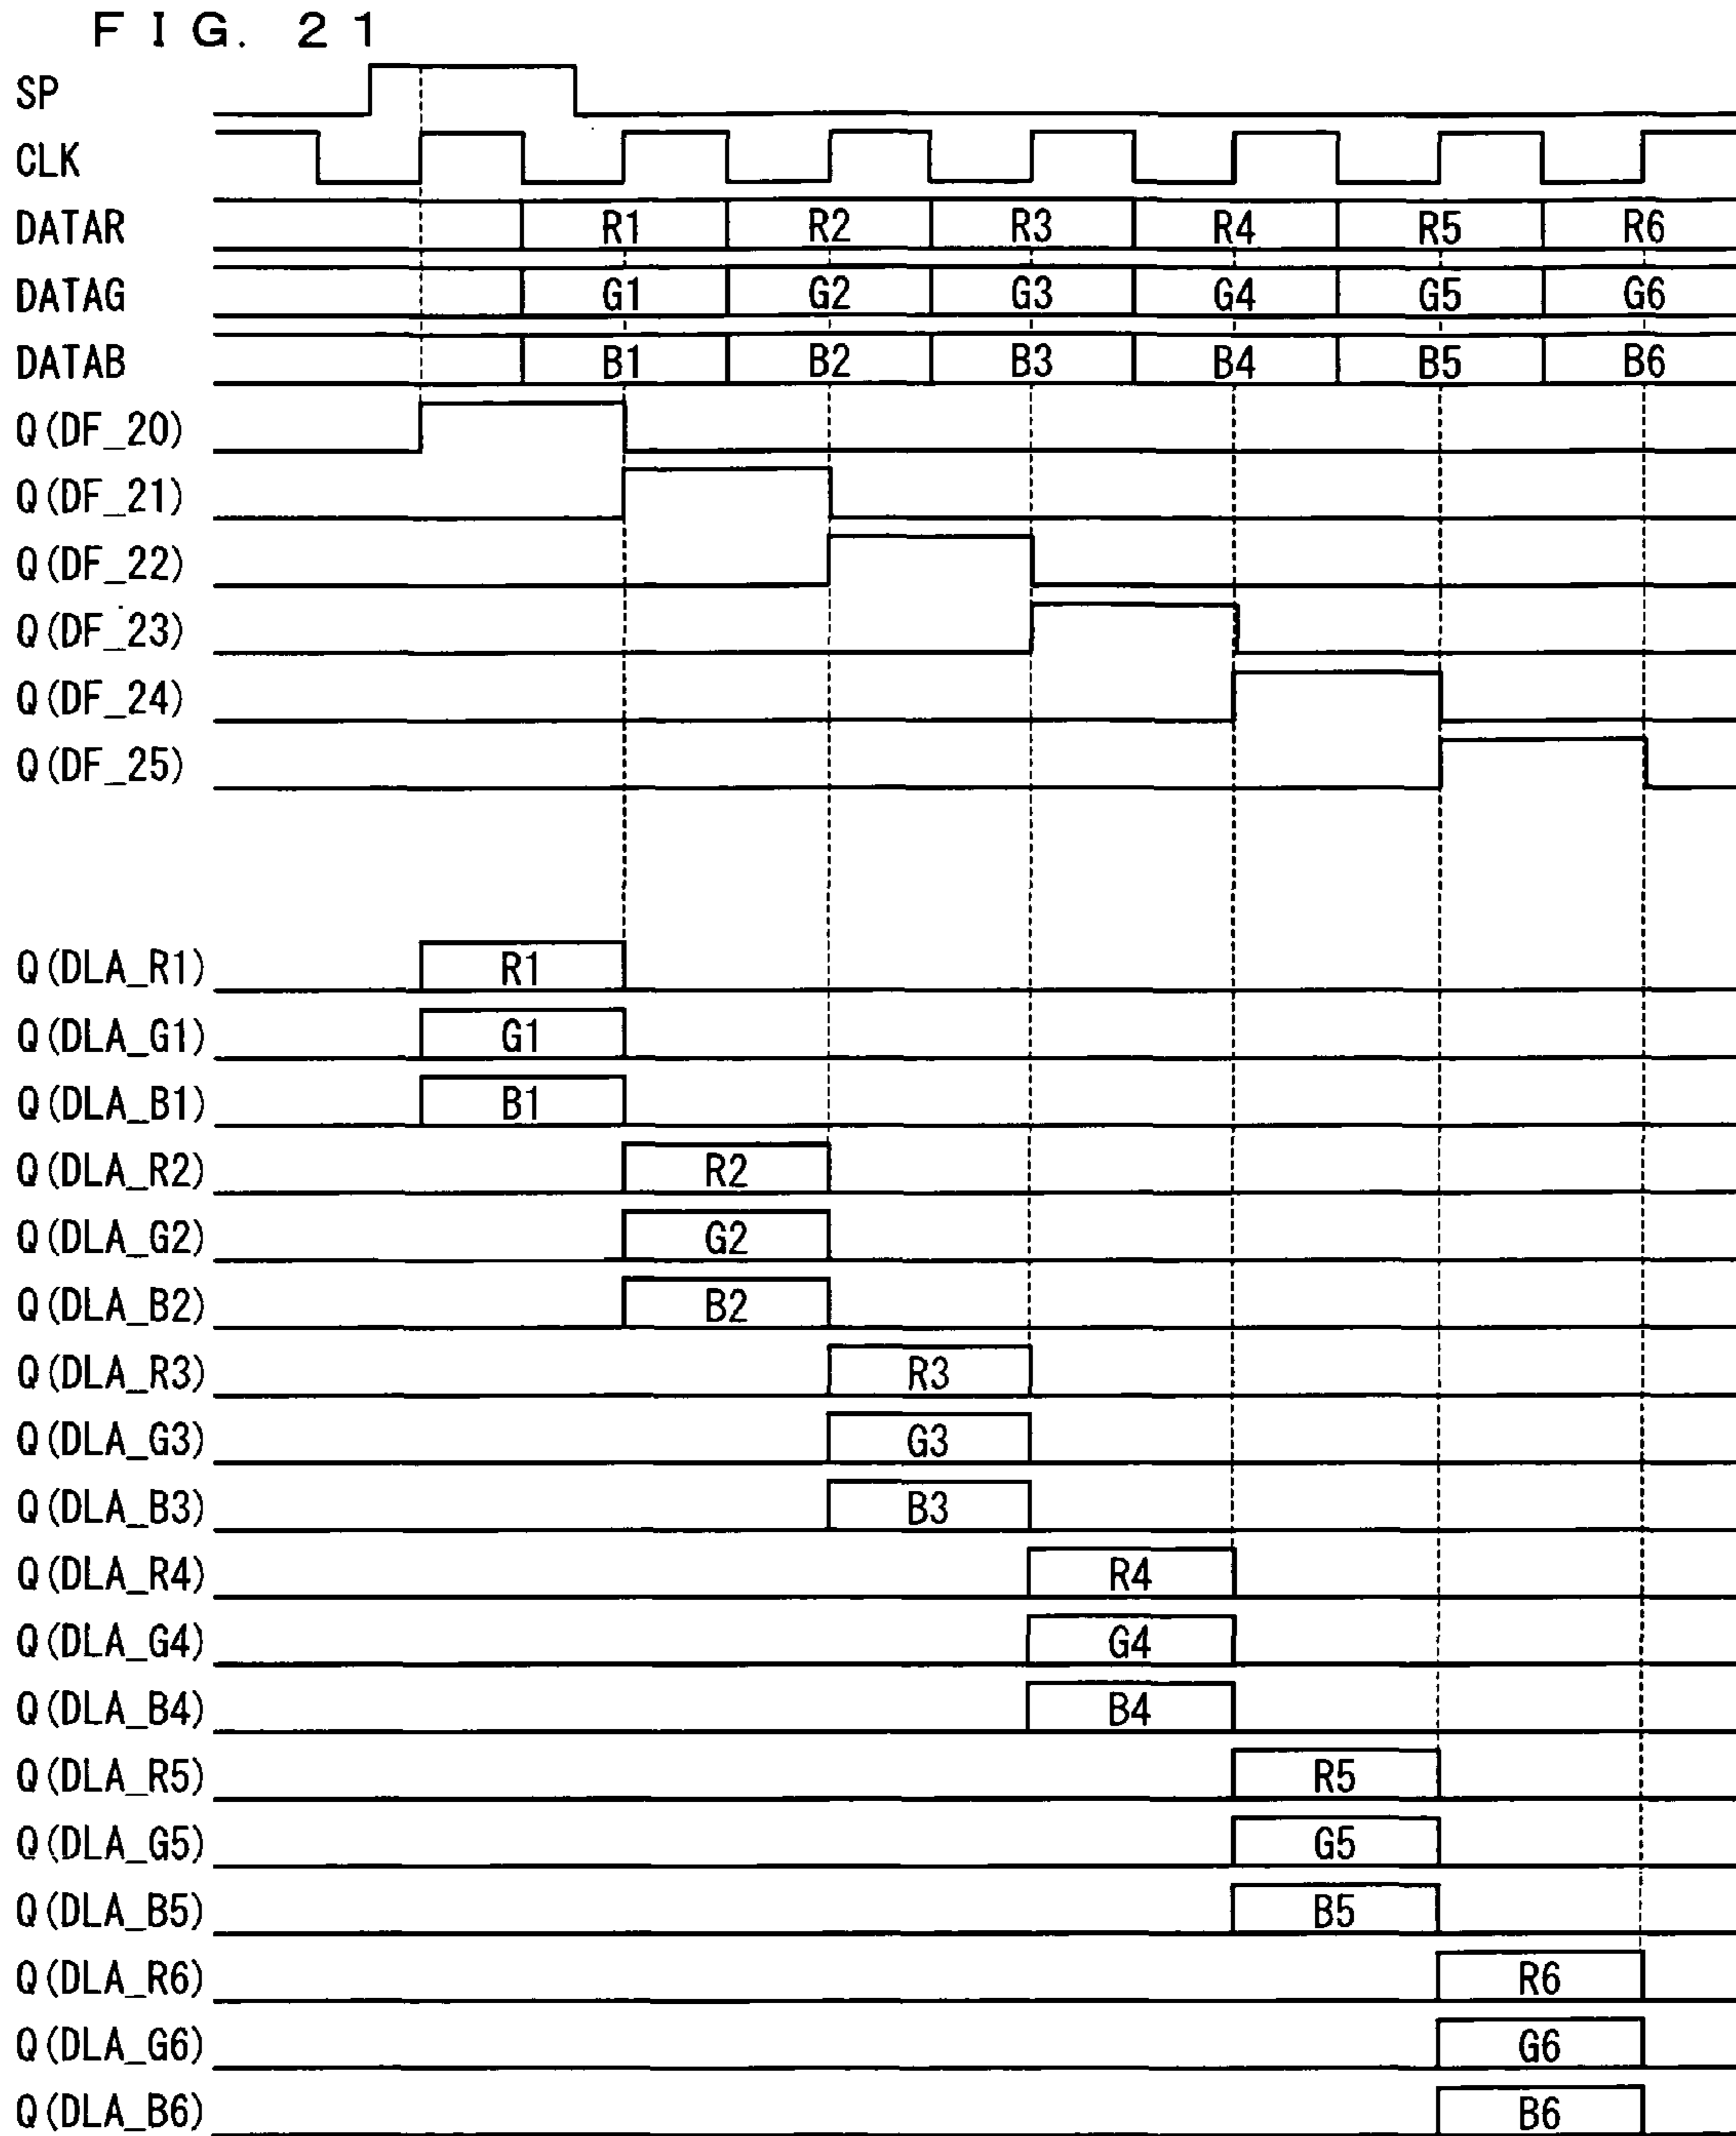 FIG. 21
SP
CLK
DATAR R1 R2 R3 R4 R5 R6
DATAG G1 G2 G3 G4 G5 G6
DATAB B1 B2 B3 B4 B5 B6
Q(DF_20)
Q(DF_21)
Q(DF_22)
Q(DF_23)
Q(DF_24)
Q(DF_25)
Q(DLA_R1) R1
Q(DLA_G1) G1
Q(DLA_B1) B1
Q(DLA_R2) R2
Q(DLA_G2) G2
Q(DLA_B2) B2
Q(DLA_R3) R3
Q(DLA_G3) G3
Q(DLA_B3) B3
Q(DLA_R4) R4
Q(DLA_G4) G4
Q(DLA_B4) B4
Q(DLA_R5) R5
Q(DLA_G5) G5
Q(DLA_B5) B5
Q(DLA_R6) R6
Q(DLA_G6) G6
Q(DLA_B6) B6